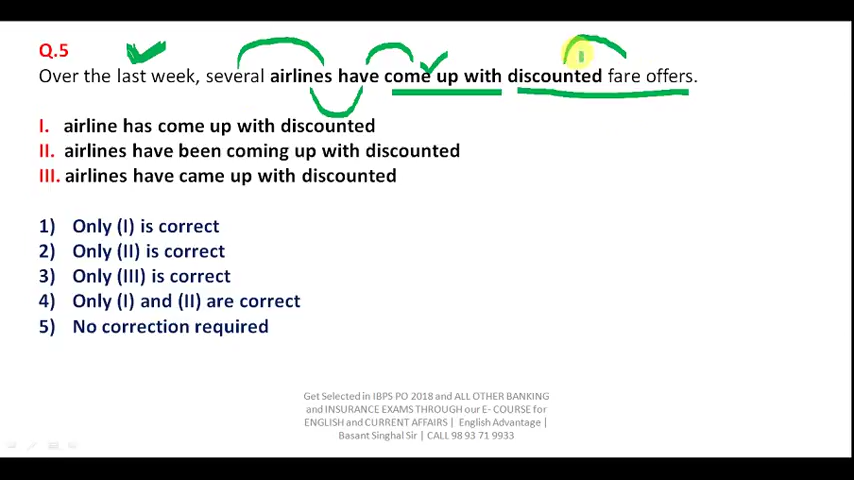 Q.5
Over the last week, several airlines have come up with discounted fare offers.
I. airline has come up with discounted
II. airlines have been coming up with discounted
III. airlines have came up with discounted
1) Only (I) is correct
2) Only (II) is correct
3) Only (III) is correct
4) Only (I) and (II) are correct
5) No correction required
Get Selected in IBPS PO 2018 and ALL OTHER BANKING
and INSURANCE EXAMS THROUGH our E- COURSE for
ENGLISH and CURRENT AFFAIRS | English Advantage |
Basant Singhal Sir | CALL 98 93 71 9933